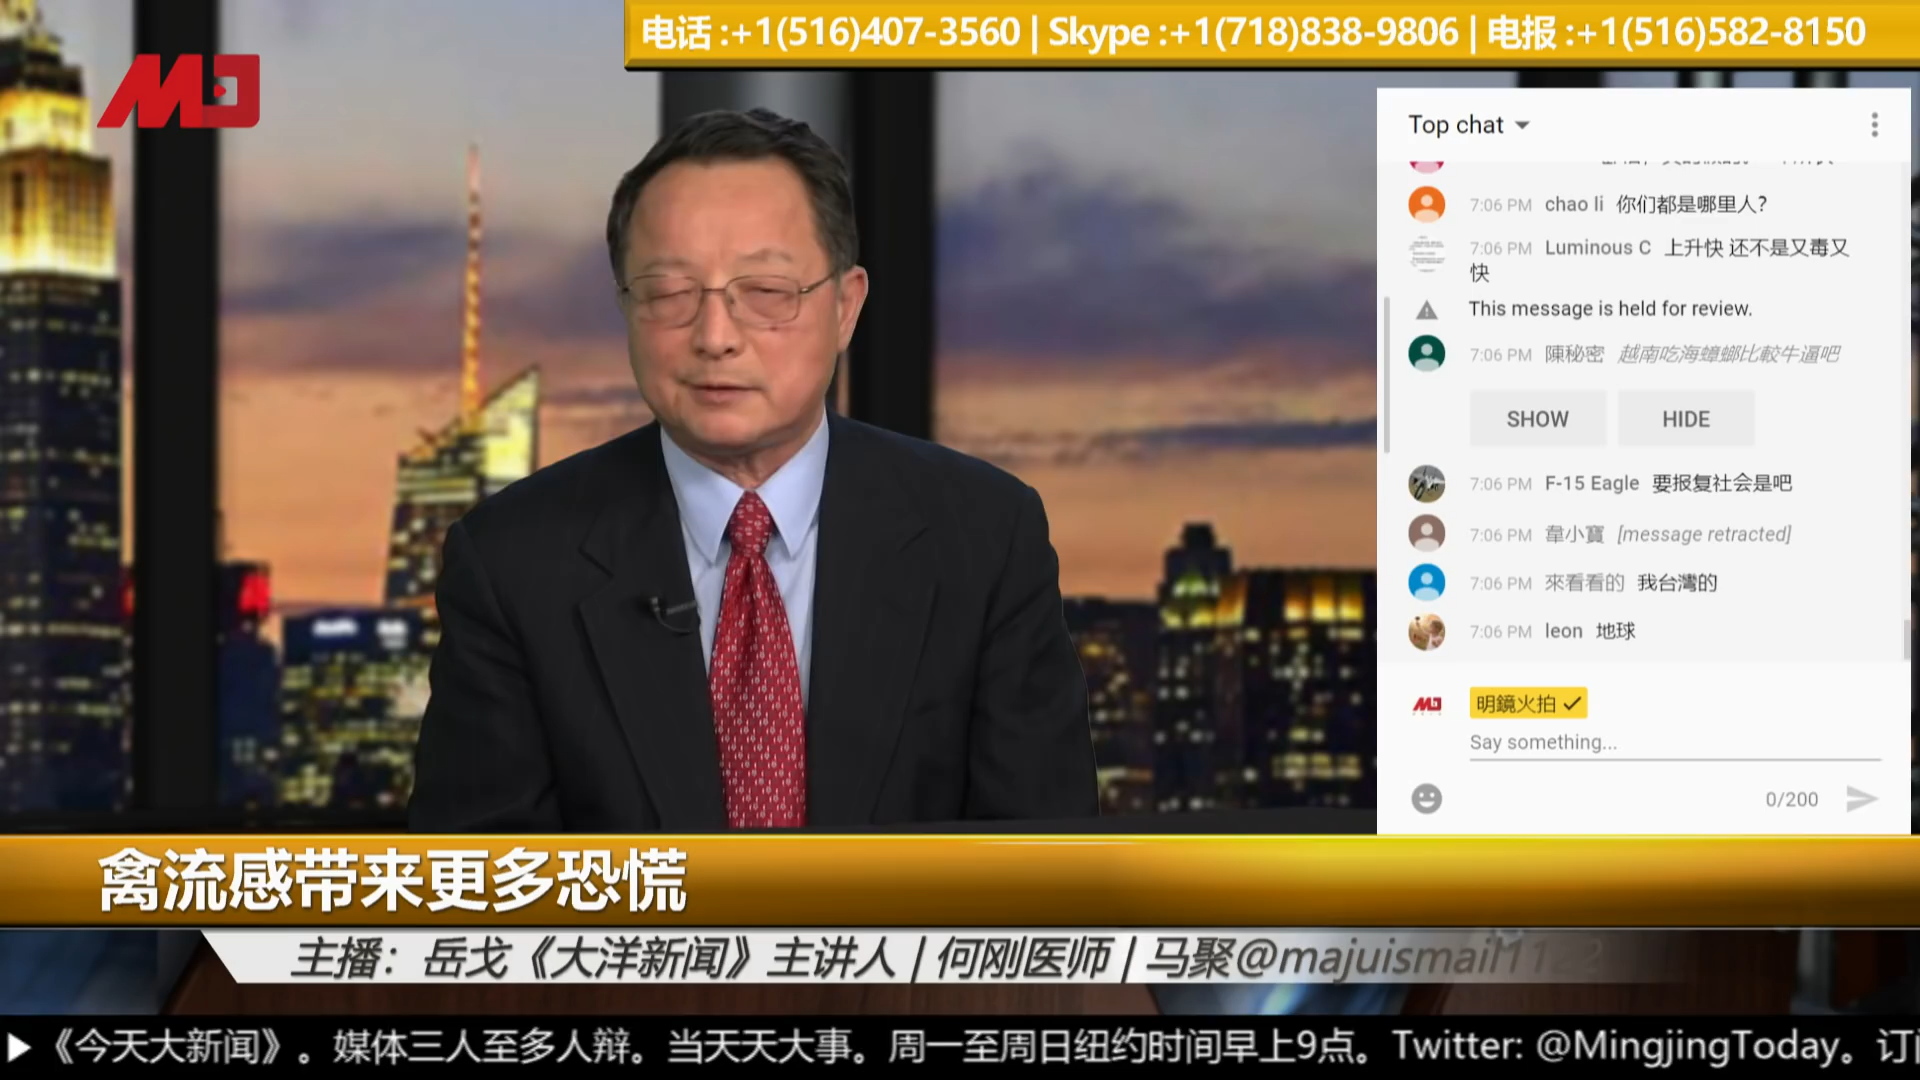 电话 :+1(516)407-3560 | Skype :+1(718)838-9806 | 电报 :+1(516)582-8150
Top chat
7:06 PM chao li 你们都是哪里人?
7:06 PM Luminous C 上升快 还不是又毒又
快
This message is held for review.
7:06 PM 陳秘密 越南吃海蟑螂比較牛逼吧
SHOW HIDE
7:06 PM F-15 Eagle 要报复社会是吧
7:06 PM 韋小寶 [message retracted]
7:06 PM 來看看的 我台灣的
7:06 PM leon 地球
明鏡火拍 ✓
Say something...
0/200
禽流感带来更多恐慌
主播：岳戈《大洋新闻》主讲人 | 何刚医师 | 马聚@majuismail1122
▶《今天大新闻》。媒体三人至多人辩。当天天大事。周一至周日纽约时间早上9点。Twitter: @MingjingToday。订